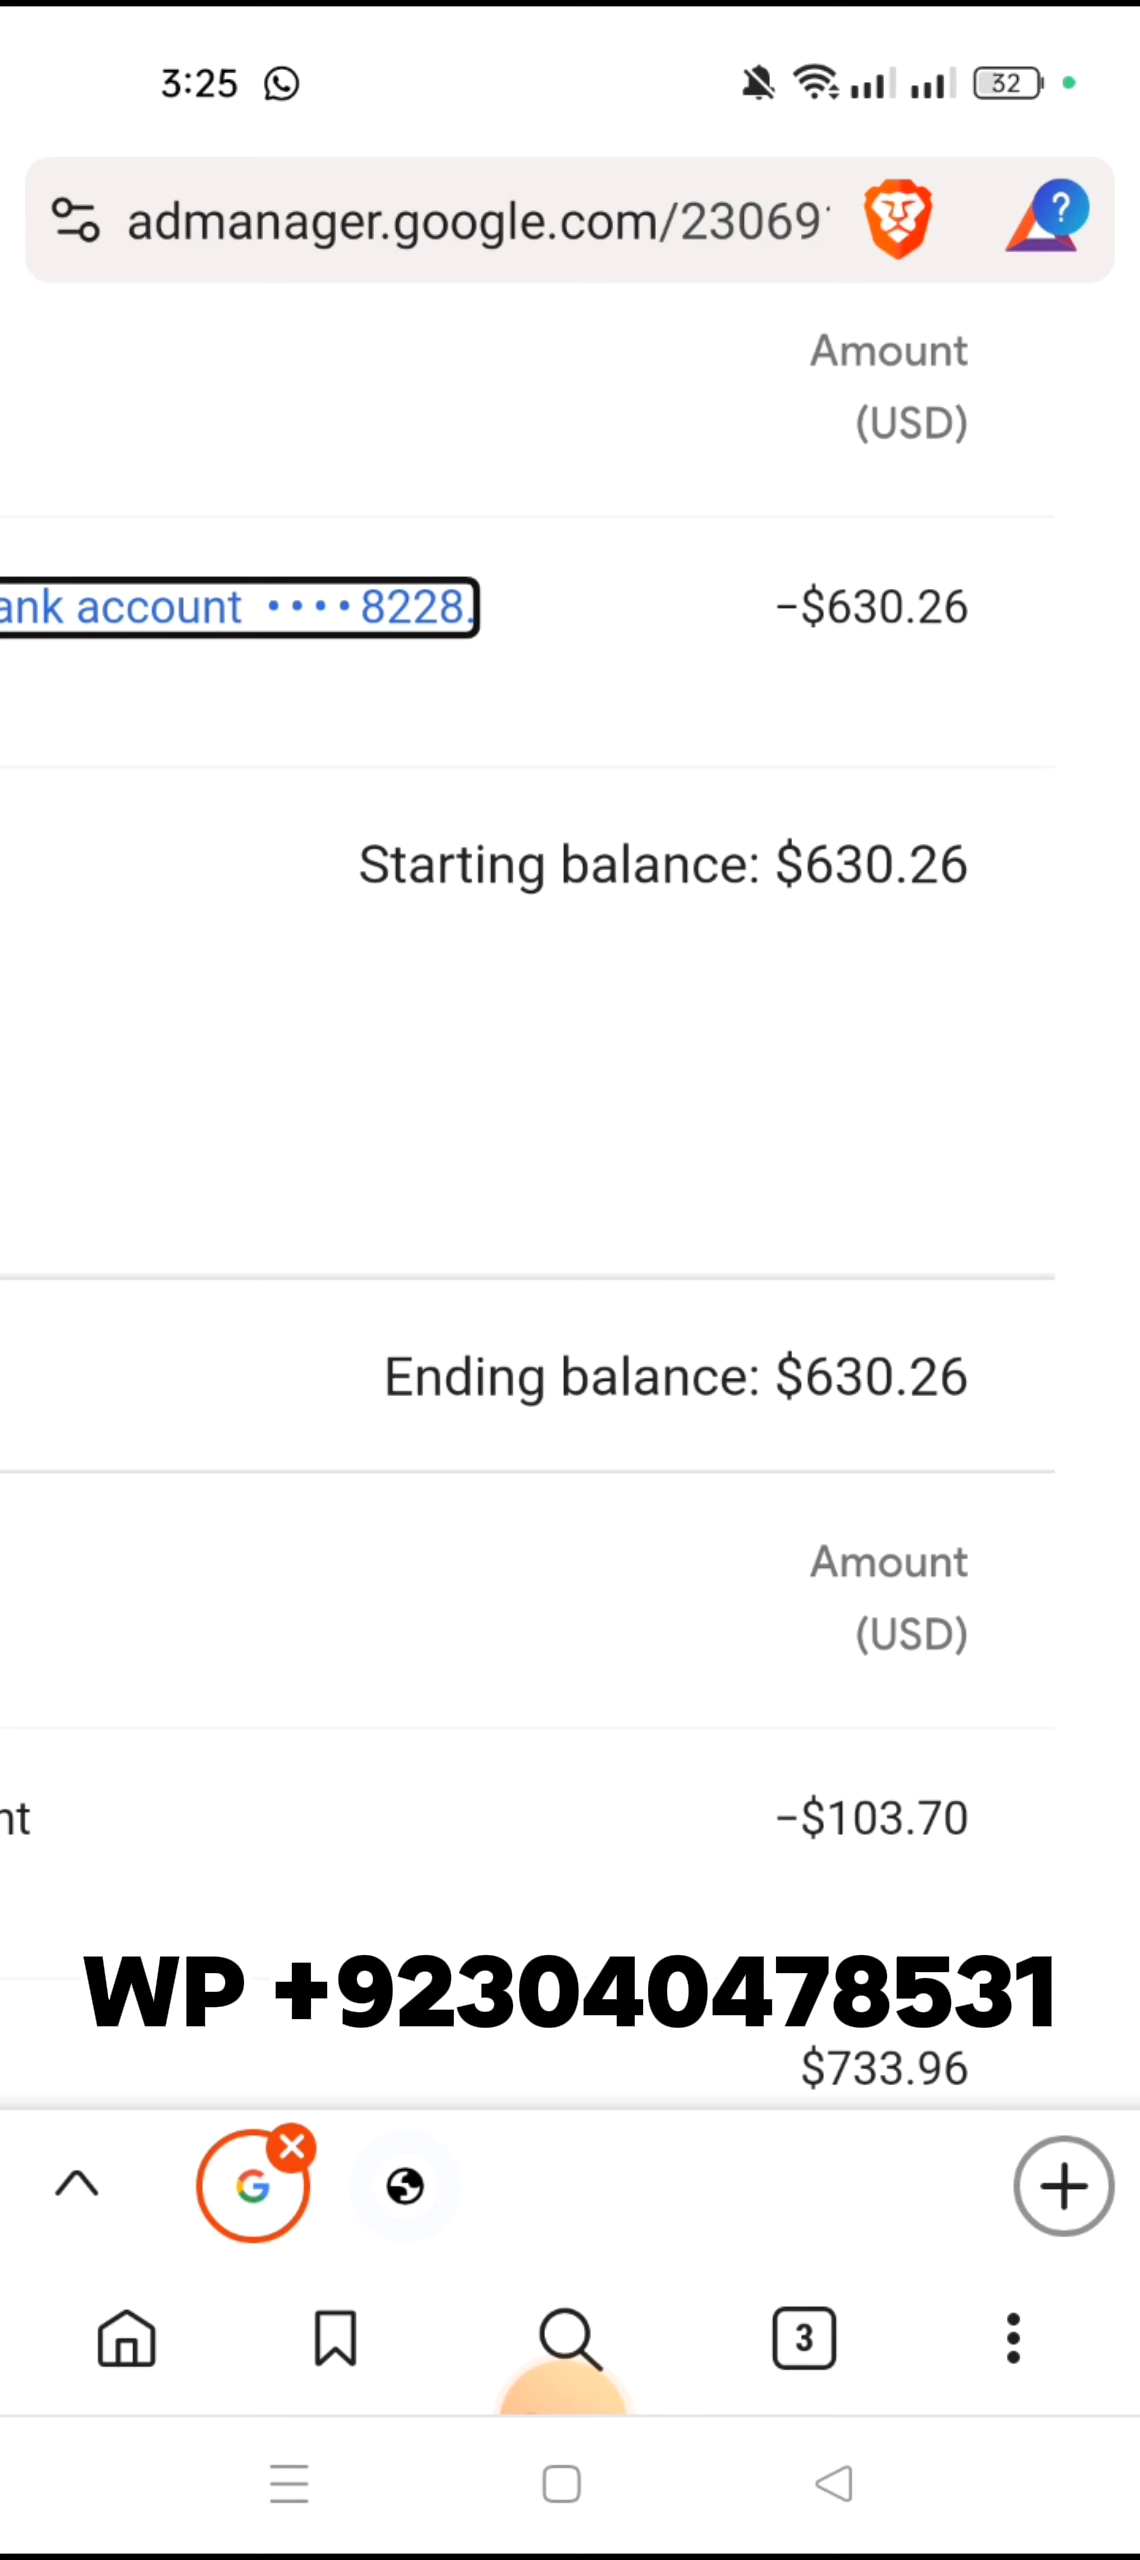 3:25
32
admanager.google.com/23069
?
Amount
(USD)
ank account ····8228.
−$630.26
Starting balance: $630.26
Ending balance: $630.26
Amount
(USD)
nt
−$103.70
WP +923040478531
$733.96
G
3